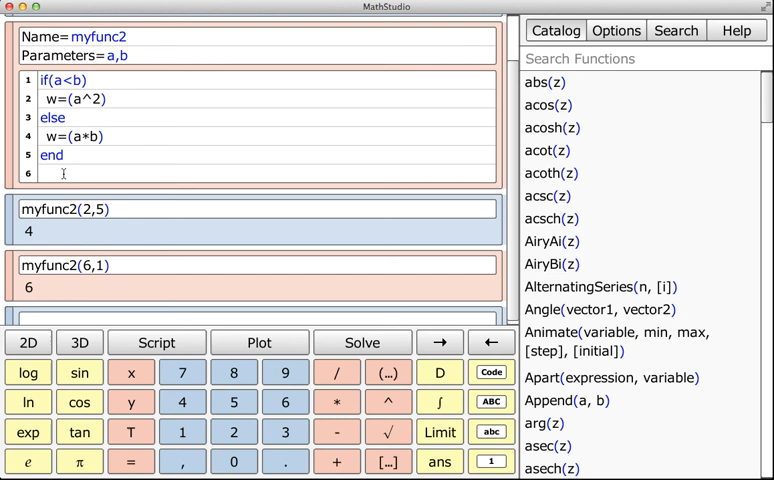 MathStudio
Name=myfunc2
Parameters=a,b
1 if(a<b)
2 w=(a^2)
3 else
4 w=(a*b)
5 end
6
myfunc2(2,5)
4
myfunc2(6,1)
6
2D 3D Script Plot Solve → ←
log sin x 7 8 9 / (...) D Code
ln cos y 4 5 6 * ^ ∫ ABC
exp tan T 1 2 3 - √ Limit abc
e π = , 0 . + [...] ans 1
Catalog Options Search Help
Search Functions
abs(z)
acos(z)
acosh(z)
acot(z)
acoth(z)
acsc(z)
acsch(z)
AiryAi(z)
AiryBi(z)
AlternatingSeries(n, [i])
Angle(vector1, vector2)
Animate(variable, min, max,
[step], [initial])
Apart(expression, variable)
Append(a, b)
arg(z)
asec(z)
asech(z)